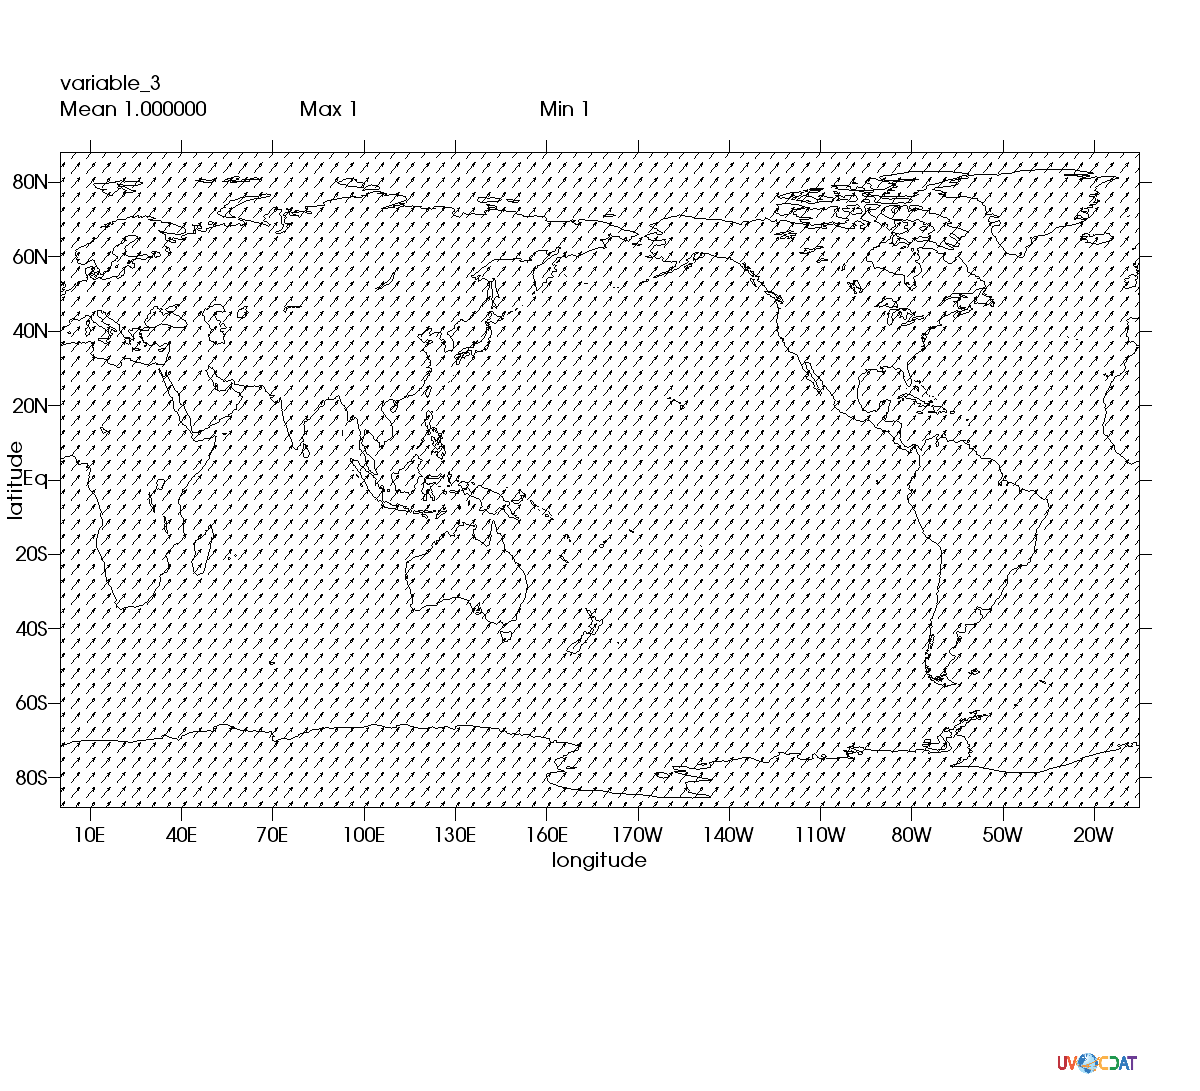 variable_3
Mean 1.000000 Max 1 Min 1
80N
60N
40N
20N
Eq
20S
40S
60S
80S
latitude
10E 40E 70E 100E 130E 160E 170W 140W 110W 80W 50W 20W
longitude
UV CDAT